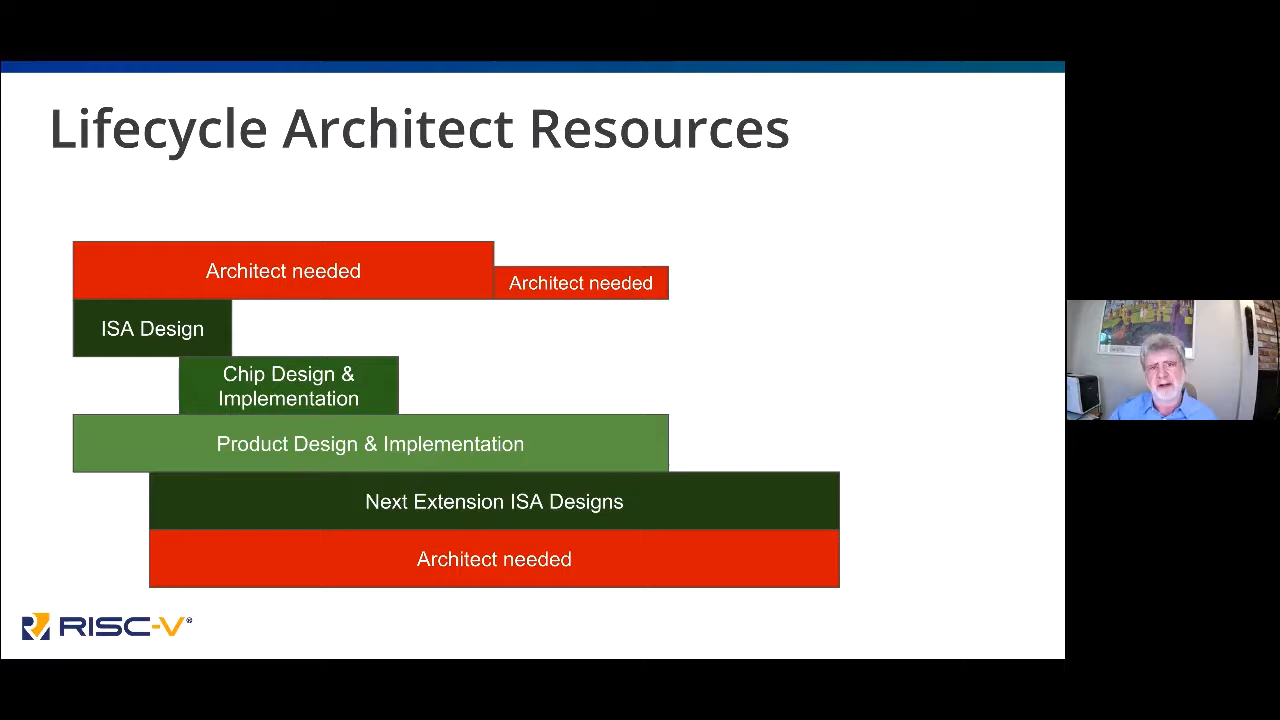 Lifecycle Architect Resources
Architect needed
Architect needed
ISA Design
Chip Design &
Implementation
Product Design & Implementation
Next Extension ISA Designs
Architect needed
RISC-V®